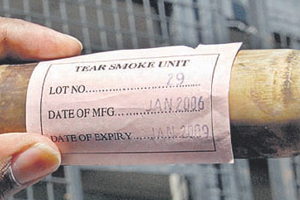 TEAR SMOKE UNIT
LOT NO............29
DATE OF MFG....JAN 2006
DATE OF EXPIRY....JAN 2009